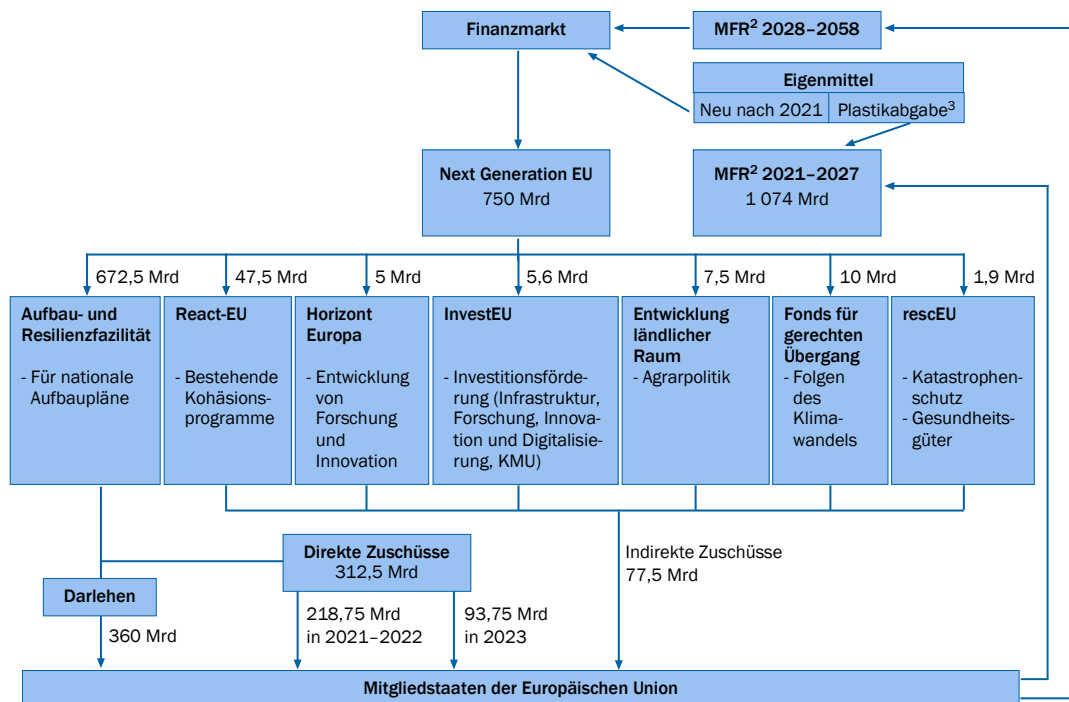 Finanzmarkt
MFR² 2028–2058
Eigenmittel
Neu nach 2021
Plastikabgabe³
Next Generation EU
750 Mrd
MFR² 2021–2027
1 074 Mrd
672,5 Mrd
47,5 Mrd
5 Mrd
5,6 Mrd
7,5 Mrd
10 Mrd
1,9 Mrd
Aufbau- und
Resilienzfazilität
- Für nationale
Aufbaupläne
React-EU
- Bestehende
Kohäsions-
programme
Horizont
Europa
- Entwicklung
von
Forschung
und
Innovation
InvestEU
- Investitionsförde-
rung (Infrastruktur,
Forschung, Innova-
tion und Digitalisie-
rung, KMU)
Entwicklung
ländlicher
Raum
- Agrarpolitik
Fonds für
gerechten
Übergang
- Folgen
des
Klima-
wandels
rescEU
- Katastrophen-
schutz
- Gesundheits-
güter
Direkte Zuschüsse
312,5 Mrd
Indirekte Zuschüsse
77,5 Mrd
Darlehen
360 Mrd
218,75 Mrd
in 2021–2022
93,75 Mrd
in 2023
Mitgliedstaaten der Europäischen Union